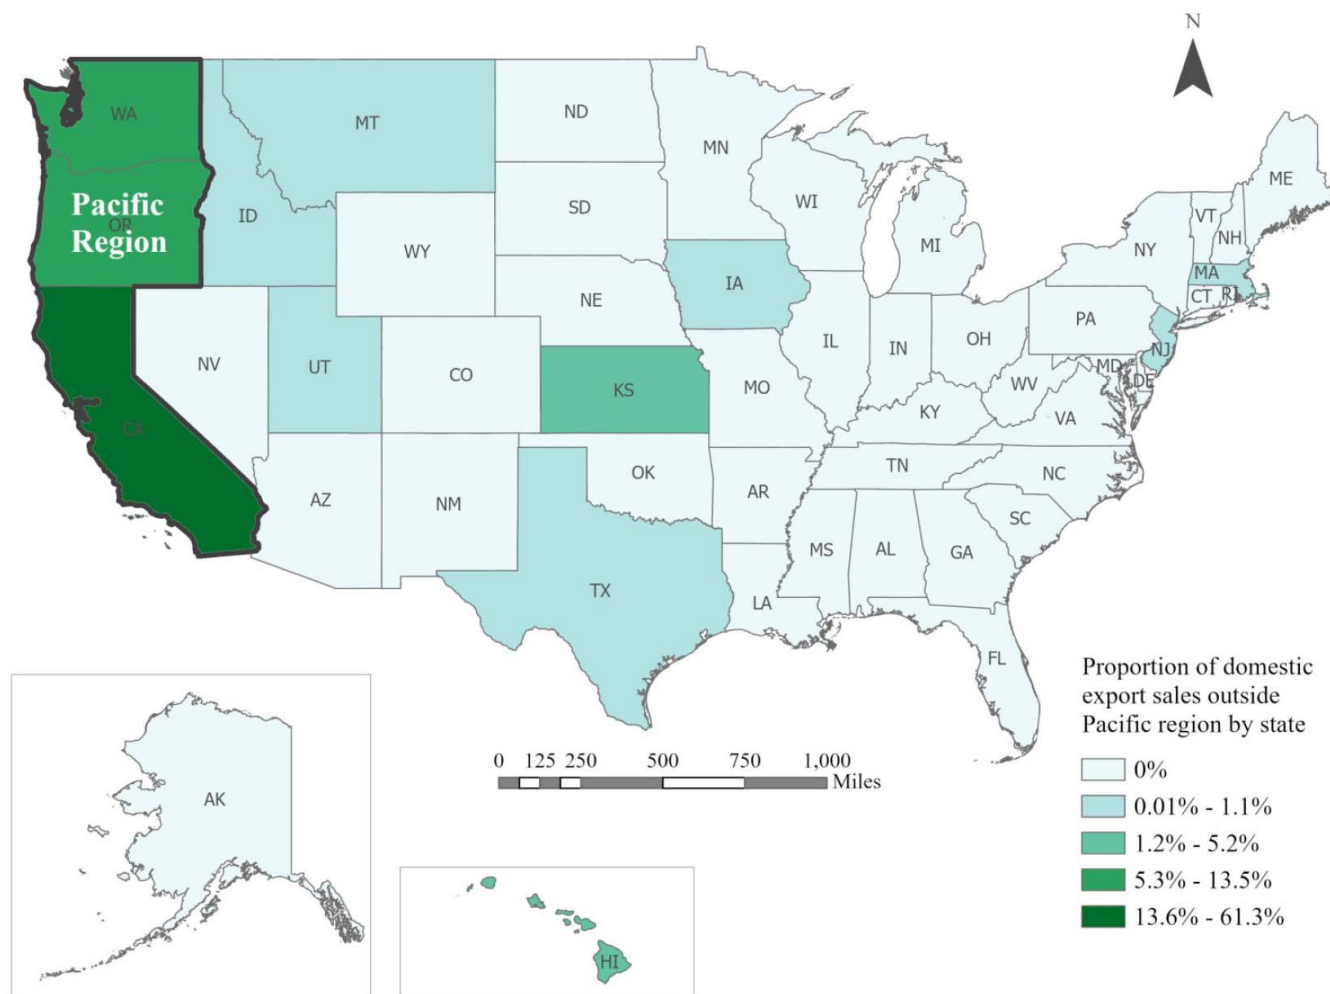 N
WA
MT
ND
MN
ME
Pacific
OR
Region
ID
SD
WI
MI
VT
NH
NY
WY
MA
CT
RI
IA
NE
PA
NV
UT
CO
IL
IN
OH
NJ
MD
DE
KS
MO
WV
KY
VA
CA
AZ
NM
OK
AR
TN
NC
SC
MS
AL
GA
TX
LA
FL
Proportion of domestic
export sales outside
Pacific region by state
0%
0.01% - 1.1%
1.2% - 5.2%
5.3% - 13.5%
13.6% - 61.3%
0 125 250 500 750 1,000
Miles
AK
HI